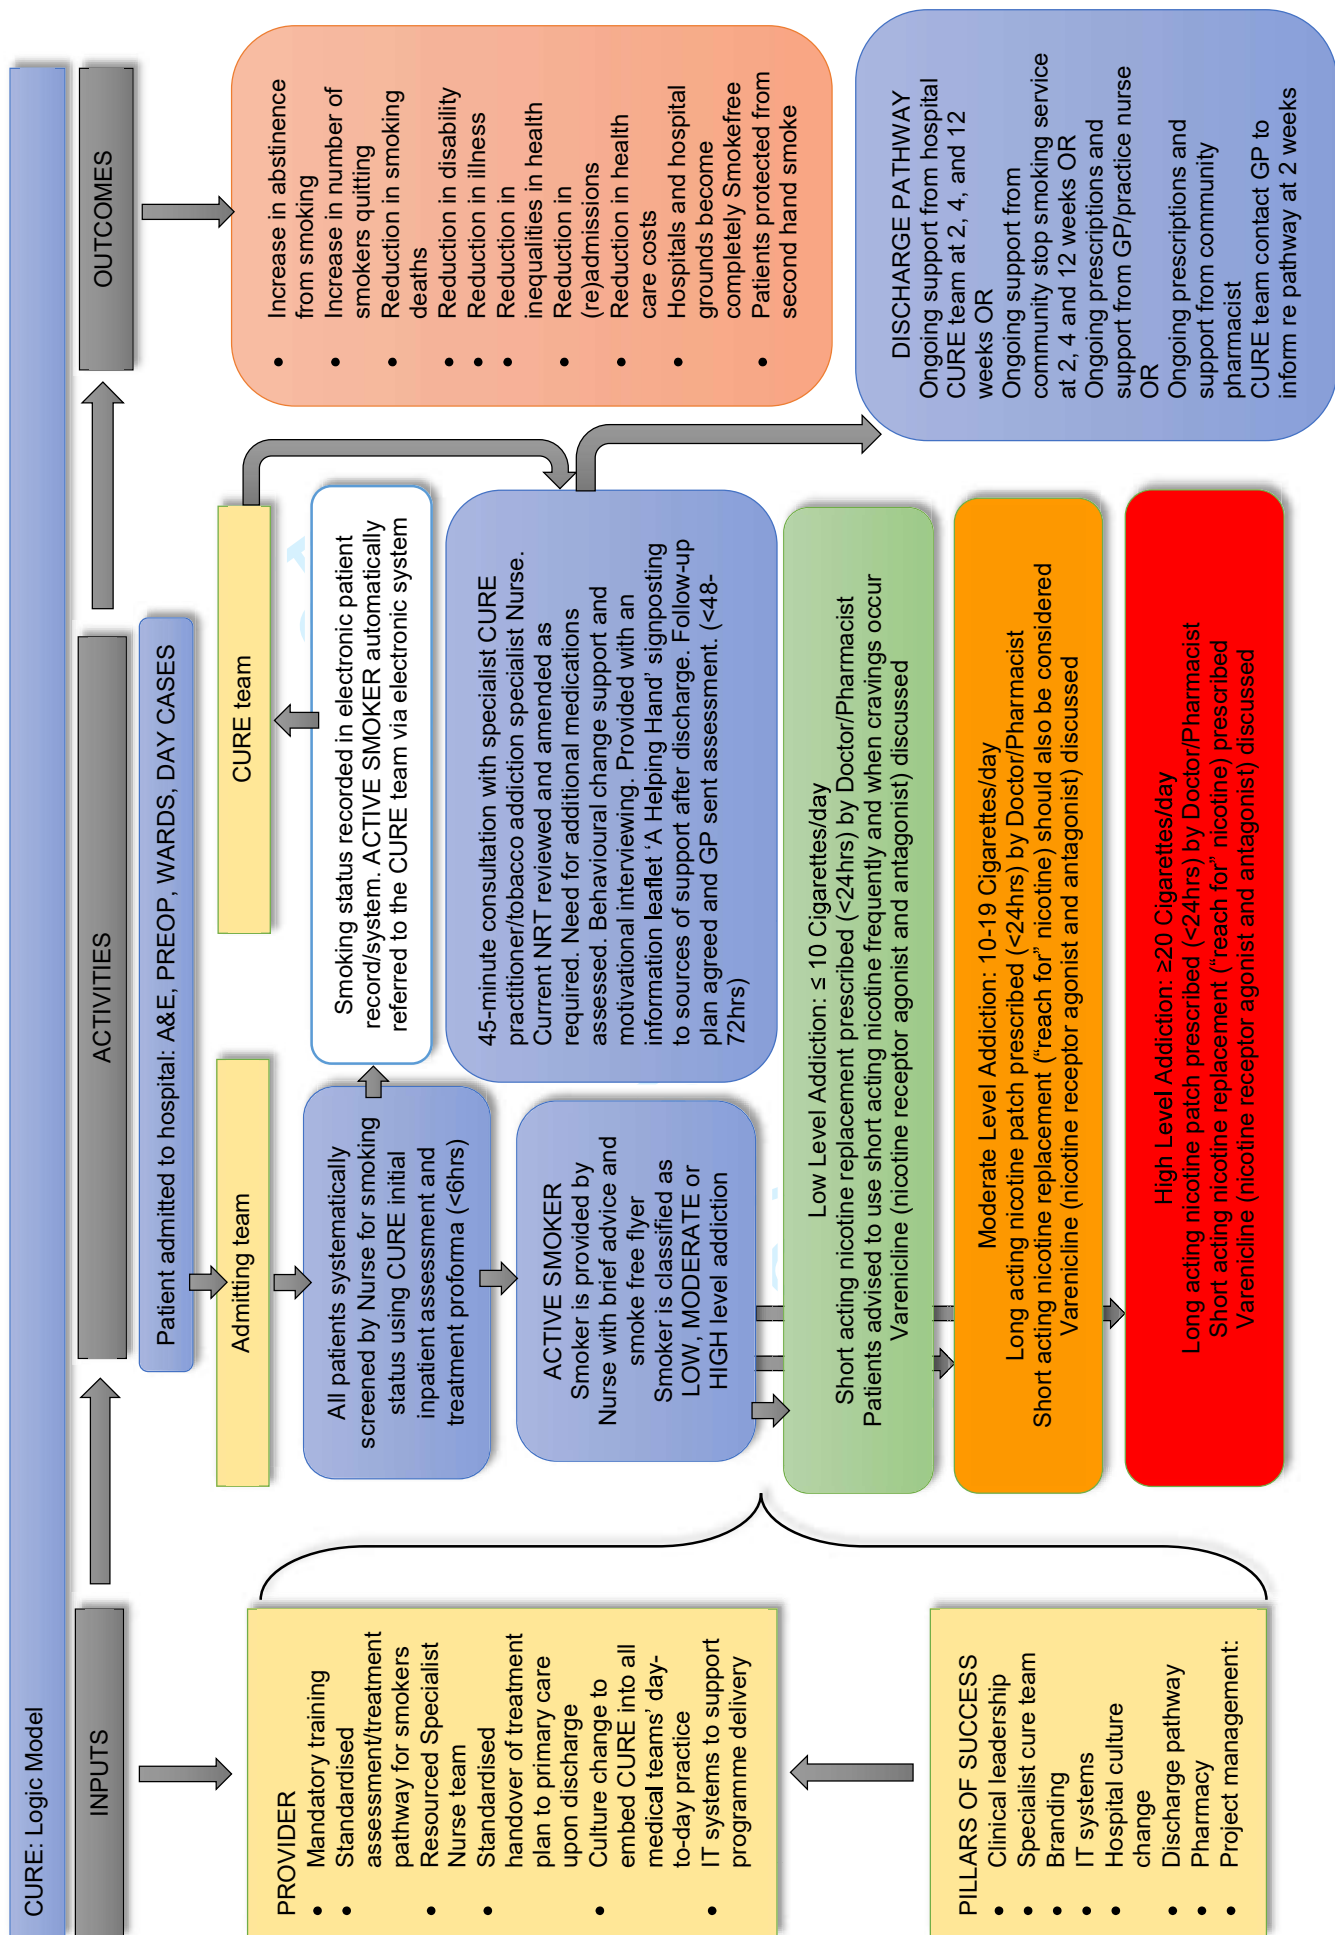 CURE: Logic Model
INPUTS
ACTIVITIES
OUTCOMES
PROVIDER
• Mandatory training
• Standardised
assessment/treatment
pathway for smokers
• Resourced Specialist
Nurse team
• Standardised
handover of treatment
plan to primary care
upon discharge
• Culture change to
embed CURE into all
medical teams’ day-
to-day practice
• IT systems to support
programme delivery
PILLARS OF SUCCESS
• Clinical leadership
• Specialist cure team
• Branding
• IT systems
• Hospital culture
change
• Discharge pathway
• Pharmacy
• Project management:
Patient admitted to hospital: A&E, PREOP, WARDS, DAY CASES
Admitting team
CURE team
All patients systematically
screened by Nurse for smoking
status using CURE initial
inpatient assessment and
treatment proforma (<6hrs)
Smoking status recorded in electronic patient
record/system. ACTIVE SMOKER automatically
referred to the CURE team via electronic system
ACTIVE SMOKER
Smoker is provided by
Nurse with brief advice and
smoke free flyer
Smoker is classified as
LOW, MODERATE or
HIGH level addiction
45-minute consultation with specialist CURE
practitioner/tobacco addiction specialist Nurse.
Current NRT reviewed and amended as
required. Need for additional medications
assessed. Behavioural change support and
motivational interviewing. Provided with an
information leaflet ‘A Helping Hand’ signposting
to sources of support after discharge. Follow-up
plan agreed and GP sent assessment. (<48-
72hrs)
Low Level Addiction: ≤ 10 Cigarettes/day
Short acting nicotine replacement prescribed (<24hrs) by Doctor/Pharmacist
Patients advised to use short acting nicotine frequently and when cravings occur
Varenicline (nicotine receptor agonist and antagonist) discussed
Moderate Level Addiction: 10-19 Cigarettes/day
Long acting nicotine patch prescribed (<24hrs) by Doctor/Pharmacist
Short acting nicotine replacement (“reach for” nicotine) should also be considered
Varenicline (nicotine receptor agonist and antagonist) discussed
High Level Addiction: ≥20 Cigarettes/day
Long acting nicotine patch prescribed (<24hrs) by Doctor/Pharmacist
Short acting nicotine replacement (“reach for” nicotine) prescribed
Varenicline (nicotine receptor agonist and antagonist) discussed
• Increase in abstinence
from smoking
• Increase in number of
smokers quitting
• Reduction in smoking
deaths
• Reduction in disability
• Reduction in illness
• Reduction in
inequalities in health
• Reduction in
(re)admissions
• Reduction in health
care costs
• Hospitals and hospital
grounds become
completely Smokefree
• Patients protected from
second hand smoke
DISCHARGE PATHWAY
Ongoing support from hospital
CURE team at 2, 4, and 12
weeks OR
Ongoing support from
community stop smoking service
at 2, 4 and 12 weeks OR
Ongoing prescriptions and
support from GP/practice nurse
OR
Ongoing prescriptions and
support from community
pharmacist
CURE team contact GP to
inform re pathway at 2 weeks